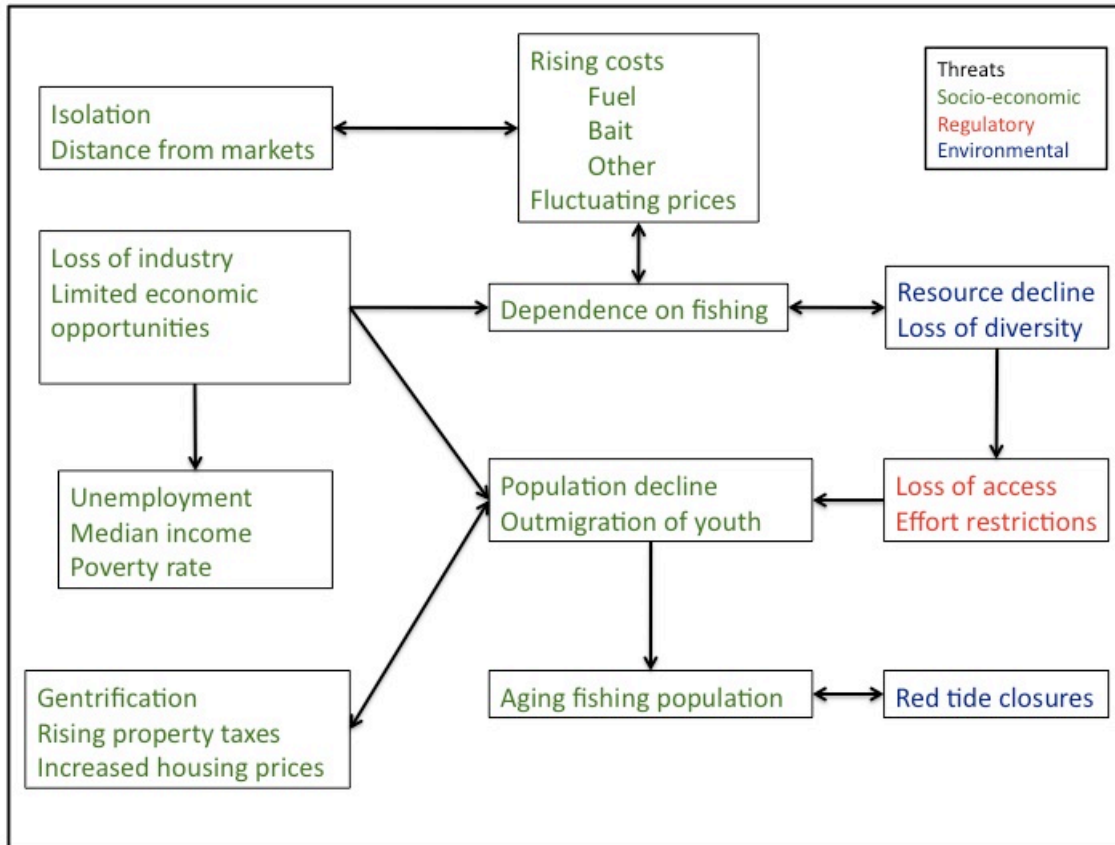 Isolation
Distance from markets
Rising costs
Fuel
Bait
Other
Fluctuating prices
Threats
Socio-economic
Regulatory
Environmental
Loss of industry
Limited economic
opportunities
Dependence on fishing
Resource decline
Loss of diversity
Unemployment
Median income
Poverty rate
Population decline
Outmigration of youth
Loss of access
Effort restrictions
Gentrification
Rising property taxes
Increased housing prices
Aging fishing population
Red tide closures